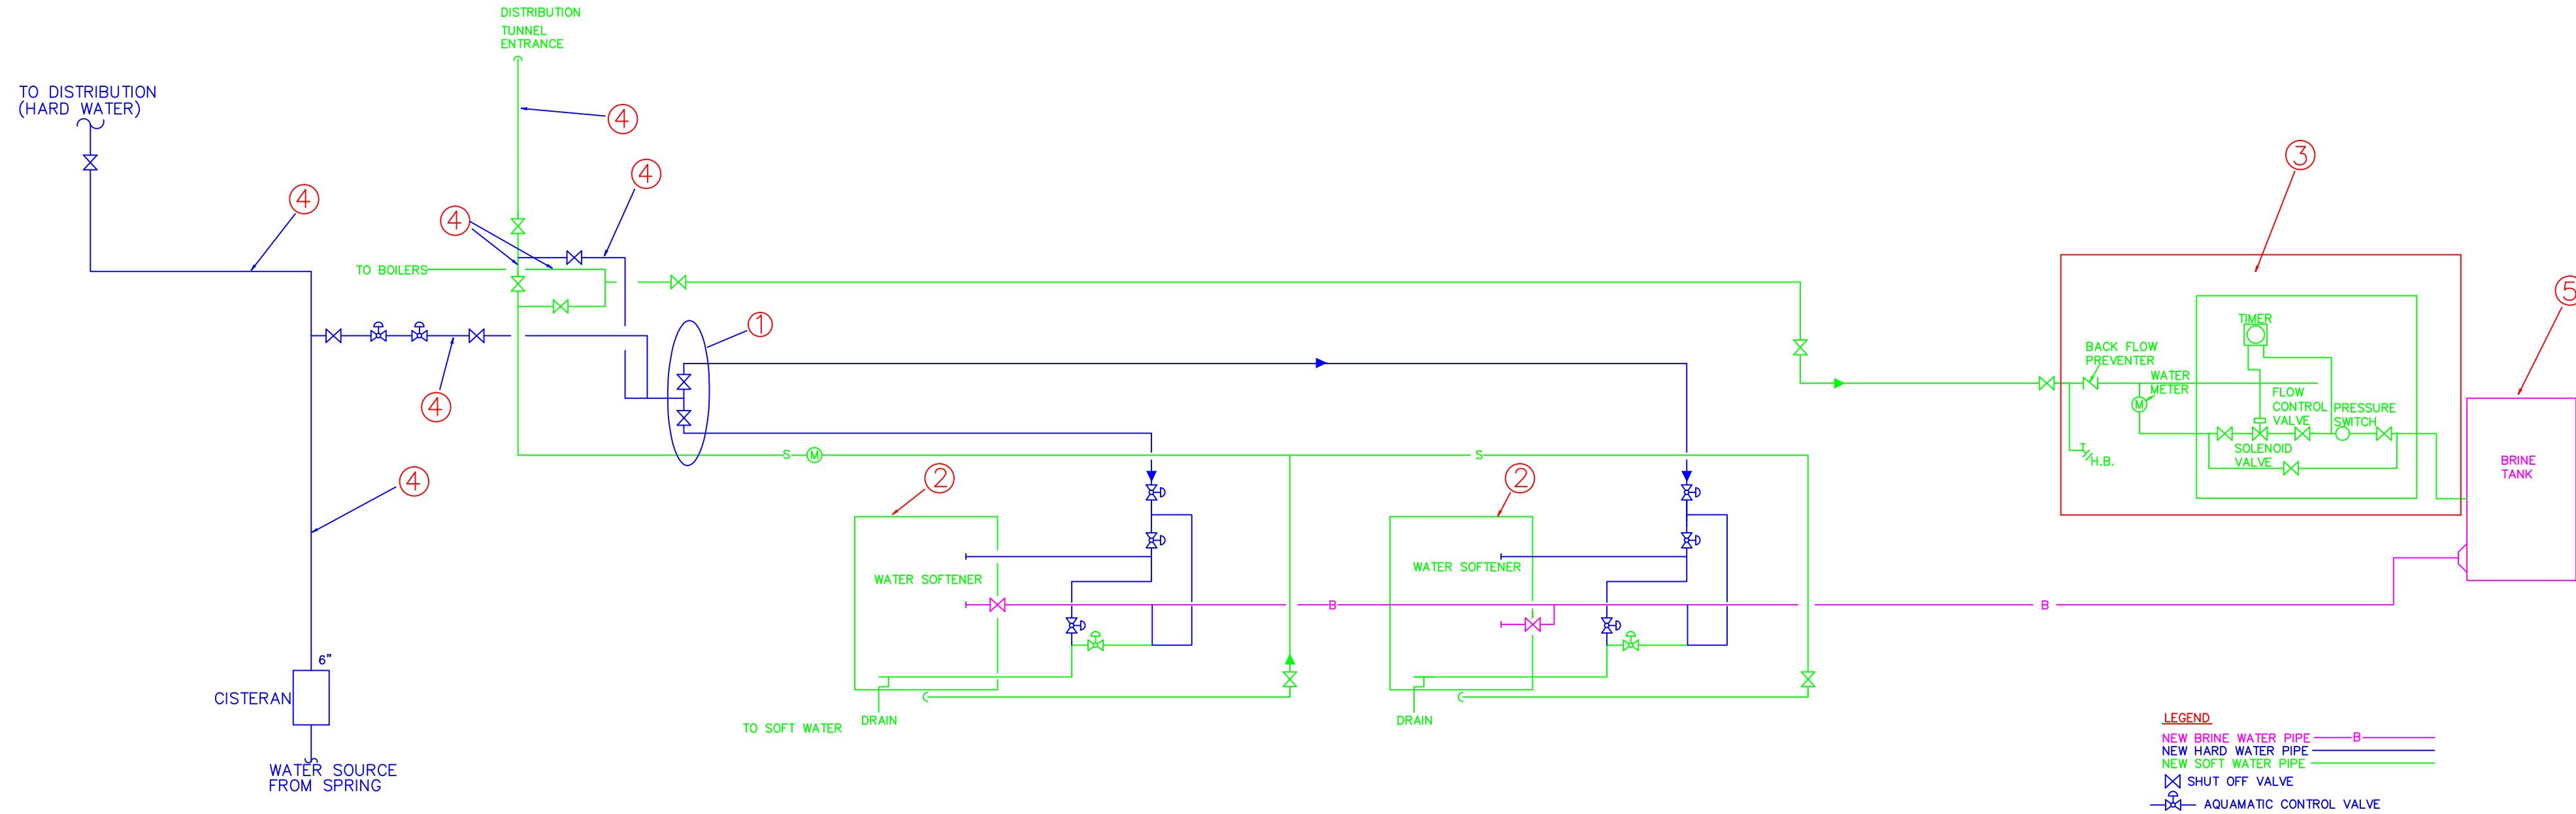 DISTRIBUTION
TUNNEL
ENTRANCE
TO DISTRIBUTION
(HARD WATER)
4
4
4
4
3
TO BOILERS
5
1
TIMER
BACK FLOW
PREVENTER
WATER
METER
M
FLOW
CONTROL
VALVE
PRESSURE
SWITCH
4
S
M
S
SOLENOID
VALVE
H.B.
BRINE
TANK
4
2
2
WATER SOFTENER
WATER SOFTENER
B
B
6"
CISTERAN
DRAIN
DRAIN
TO SOFT WATER
WATER SOURCE
FROM SPRING
LEGEND
NEW BRINE WATER PIPE B
NEW HARD WATER PIPE
NEW SOFT WATER PIPE
SHUT OFF VALVE
AQUAMATIC CONTROL VALVE